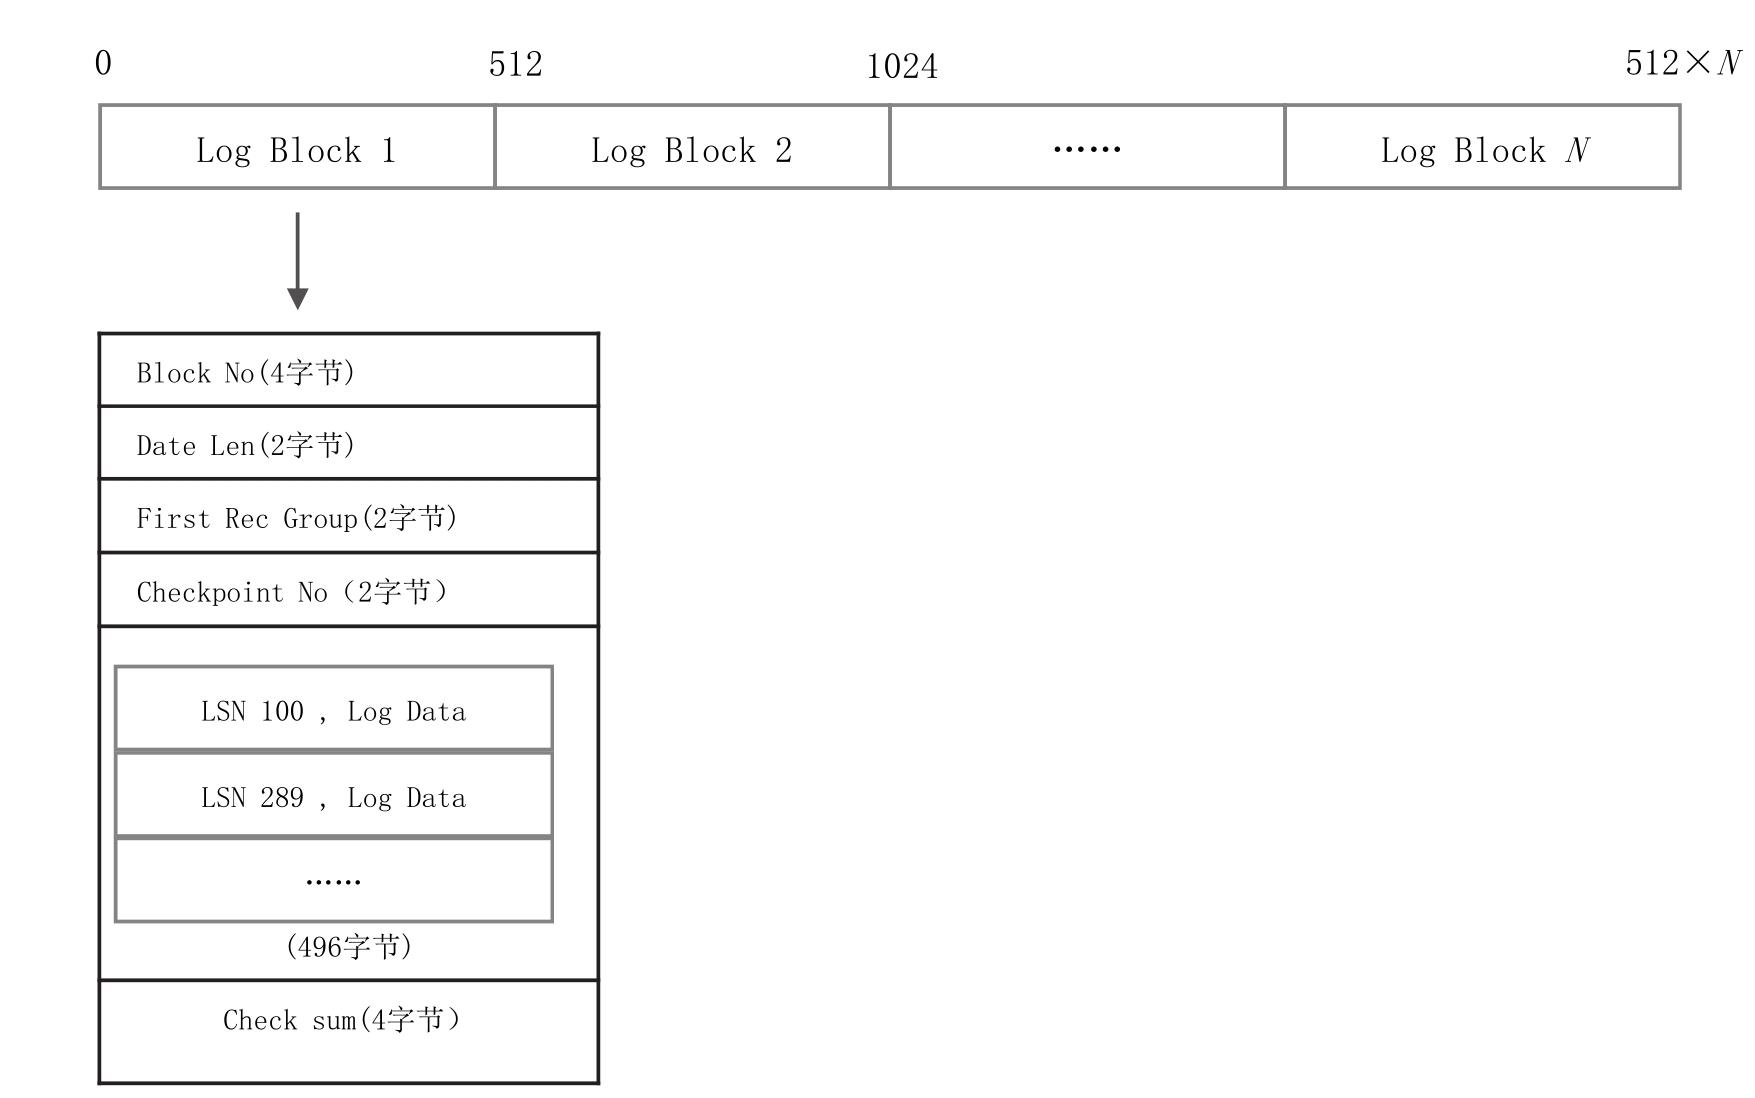 0 512 1024 512×N
Log Block 1 Log Block 2 …… Log Block N
Block No(4字节)
Date Len(2字节)
First Rec Group(2字节)
Checkpoint No（2字节）
LSN 100 , Log Data
LSN 289 , Log Data
……
(496字节)
Check sum(4字节）